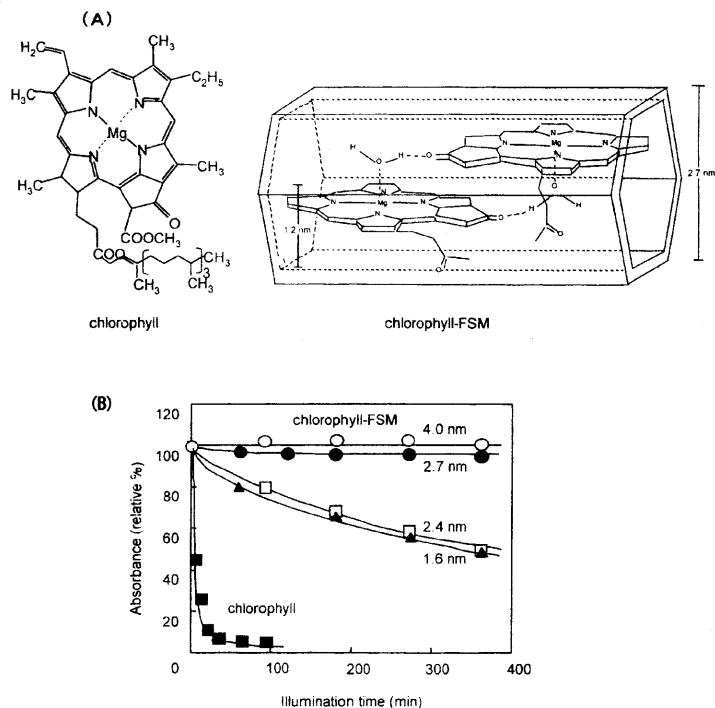 (A)
H₂C
CH₃
C₂H₅
H₃C
N
N
Mg
N
N
CH₃
H₃C
O
COOCH₃
COO
3
CH₃
CH₃
CH₃
chlorophyll
H
O
H
O
N
N
Mg
N
N
O
H
H
O
N
N
Mg
N
N
O
O
1.2 nm
2.7 nm
chlorophyll-FSM
(B)
Absorbance (relative %)
120
100
80
60
40
20
0
chlorophyll-FSM
4.0 nm
2.7 nm
2.4 nm
1.6 nm
chlorophyll
100
200
300
400
Illumination time (min)